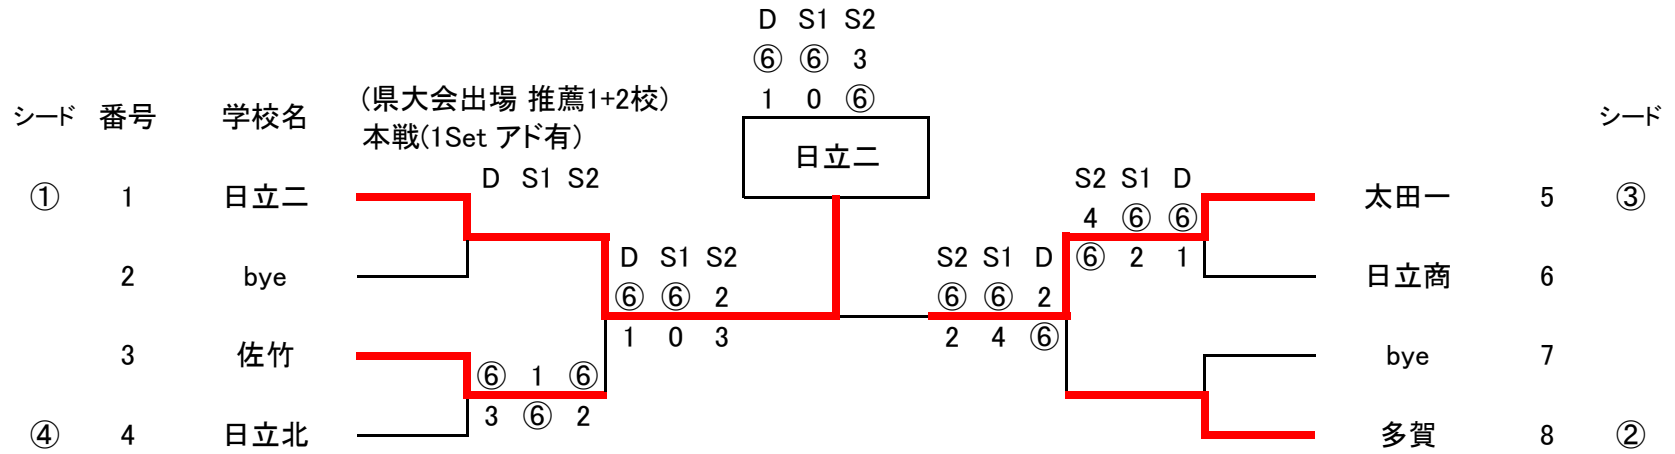 D S1 S2
⑥ ⑥ 3
1 0 ⑥
シード 番号 学校名 (県大会出場 推薦1+2校) シード
本戦(1Set アド有)
日立二
D S1 S2 S2 S1 D
① 1 日立二 太田一 5 ③
4 ⑥ ⑥
D S1 S2 S2 S1 D ⑥ 2 1
2 bye 日立商 6
⑥ ⑥ 2 ⑥ ⑥ 2
1 0 3 2 4 ⑥
3 佐竹 bye 7
⑥ 1 ⑥
3 ⑥ 2
④ 4 日立北 多賀 8 ②